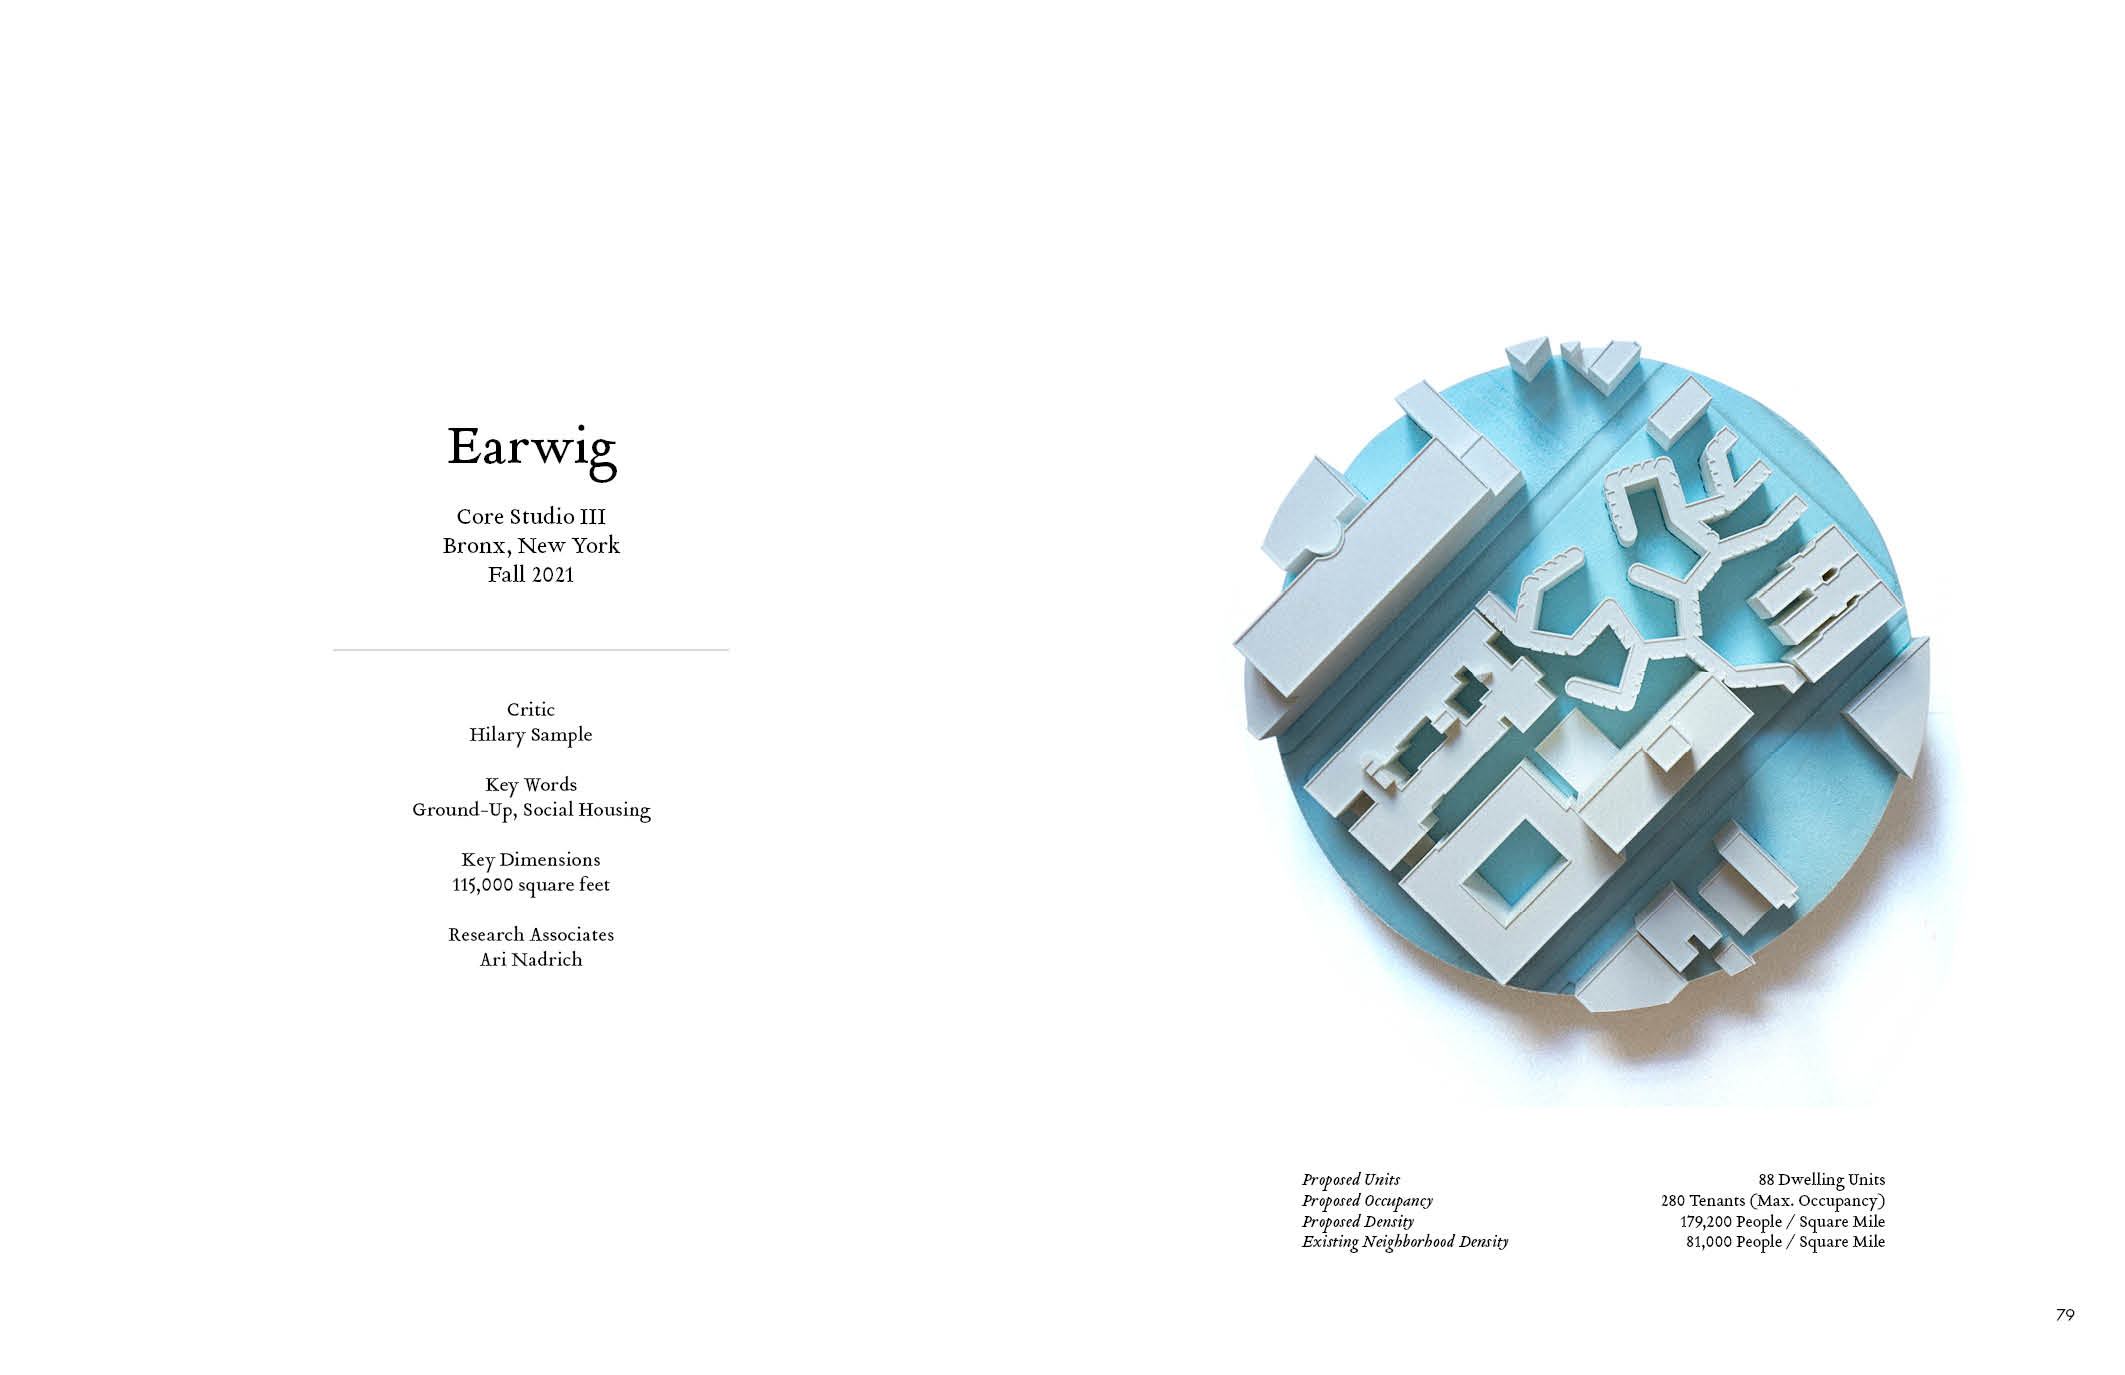 Earwig
Core Studio III
Bronx, New York
Fall 2021
Critic
Hilary Sample
Key Words
Ground-Up, Social Housing
Key Dimensions
115,000 square feet
Research Associates
Ari Nadrich
Proposed Units 88 Dwelling Units
Proposed Occupancy 280 Tenants (Max. Occupancy)
Proposed Density 179,200 People / Square Mile
Existing Neighborhood Density 81,000 People / Square Mile
79